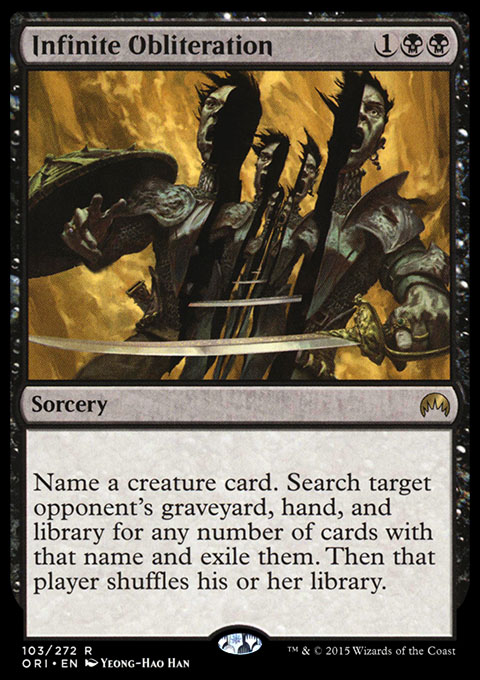 Infinite Obliteration 1
Sorcery
Name a creature card. Search target
opponent's graveyard, hand, and
library for any number of cards with
that name and exile them. Then that
player shuffles his or her library.
103/272 R
ORI • EN Yeong-Hao Han
™ & © 2015 Wizards of the Coast